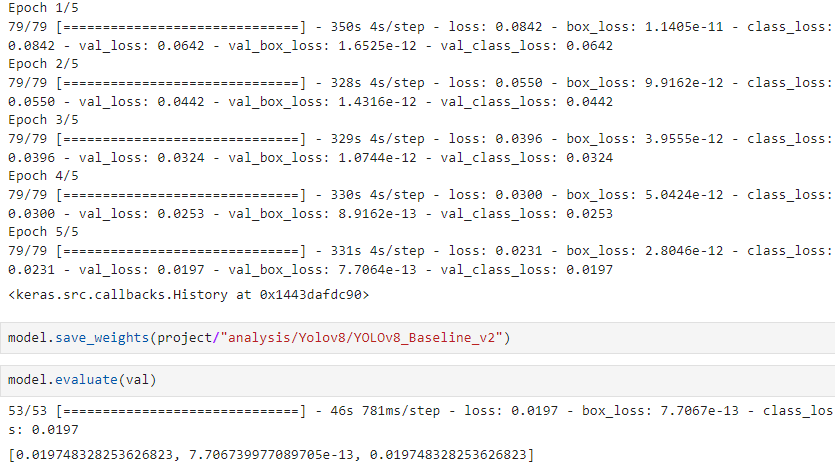 Epoch 1/5
79/79 [==============================] - 350s 4s/step - loss: 0.0842 - box_loss: 1.1405e-11 - class_loss:
0.0842 - val_loss: 0.0642 - val_box_loss: 1.6525e-12 - val_class_loss: 0.0642
Epoch 2/5
79/79 [==============================] - 328s 4s/step - loss: 0.0550 - box_loss: 9.9162e-12 - class_loss:
0.0550 - val_loss: 0.0442 - val_box_loss: 1.4316e-12 - val_class_loss: 0.0442
Epoch 3/5
79/79 [==============================] - 329s 4s/step - loss: 0.0396 - box_loss: 3.9555e-12 - class_loss:
0.0396 - val_loss: 0.0324 - val_box_loss: 1.0744e-12 - val_class_loss: 0.0324
Epoch 4/5
79/79 [==============================] - 330s 4s/step - loss: 0.0300 - box_loss: 5.0424e-12 - class_loss:
0.0300 - val_loss: 0.0253 - val_box_loss: 8.9162e-13 - val_class_loss: 0.0253
Epoch 5/5
79/79 [==============================] - 331s 4s/step - loss: 0.0231 - box_loss: 2.8046e-12 - class_loss:
0.0231 - val_loss: 0.0197 - val_box_loss: 7.7064e-13 - val_class_loss: 0.0197
<keras.src.callbacks.History at 0x1443dafdc90>
model.save_weights(project/"analysis/Yolov8/YOLOv8_Baseline_v2")
model.evaluate(val)
53/53 [==============================] - 46s 781ms/step - loss: 0.0197 - box_loss: 7.7067e-13 - class_los
s: 0.0197
[0.019748328253626823, 7.706739977089705e-13, 0.019748328253626823]